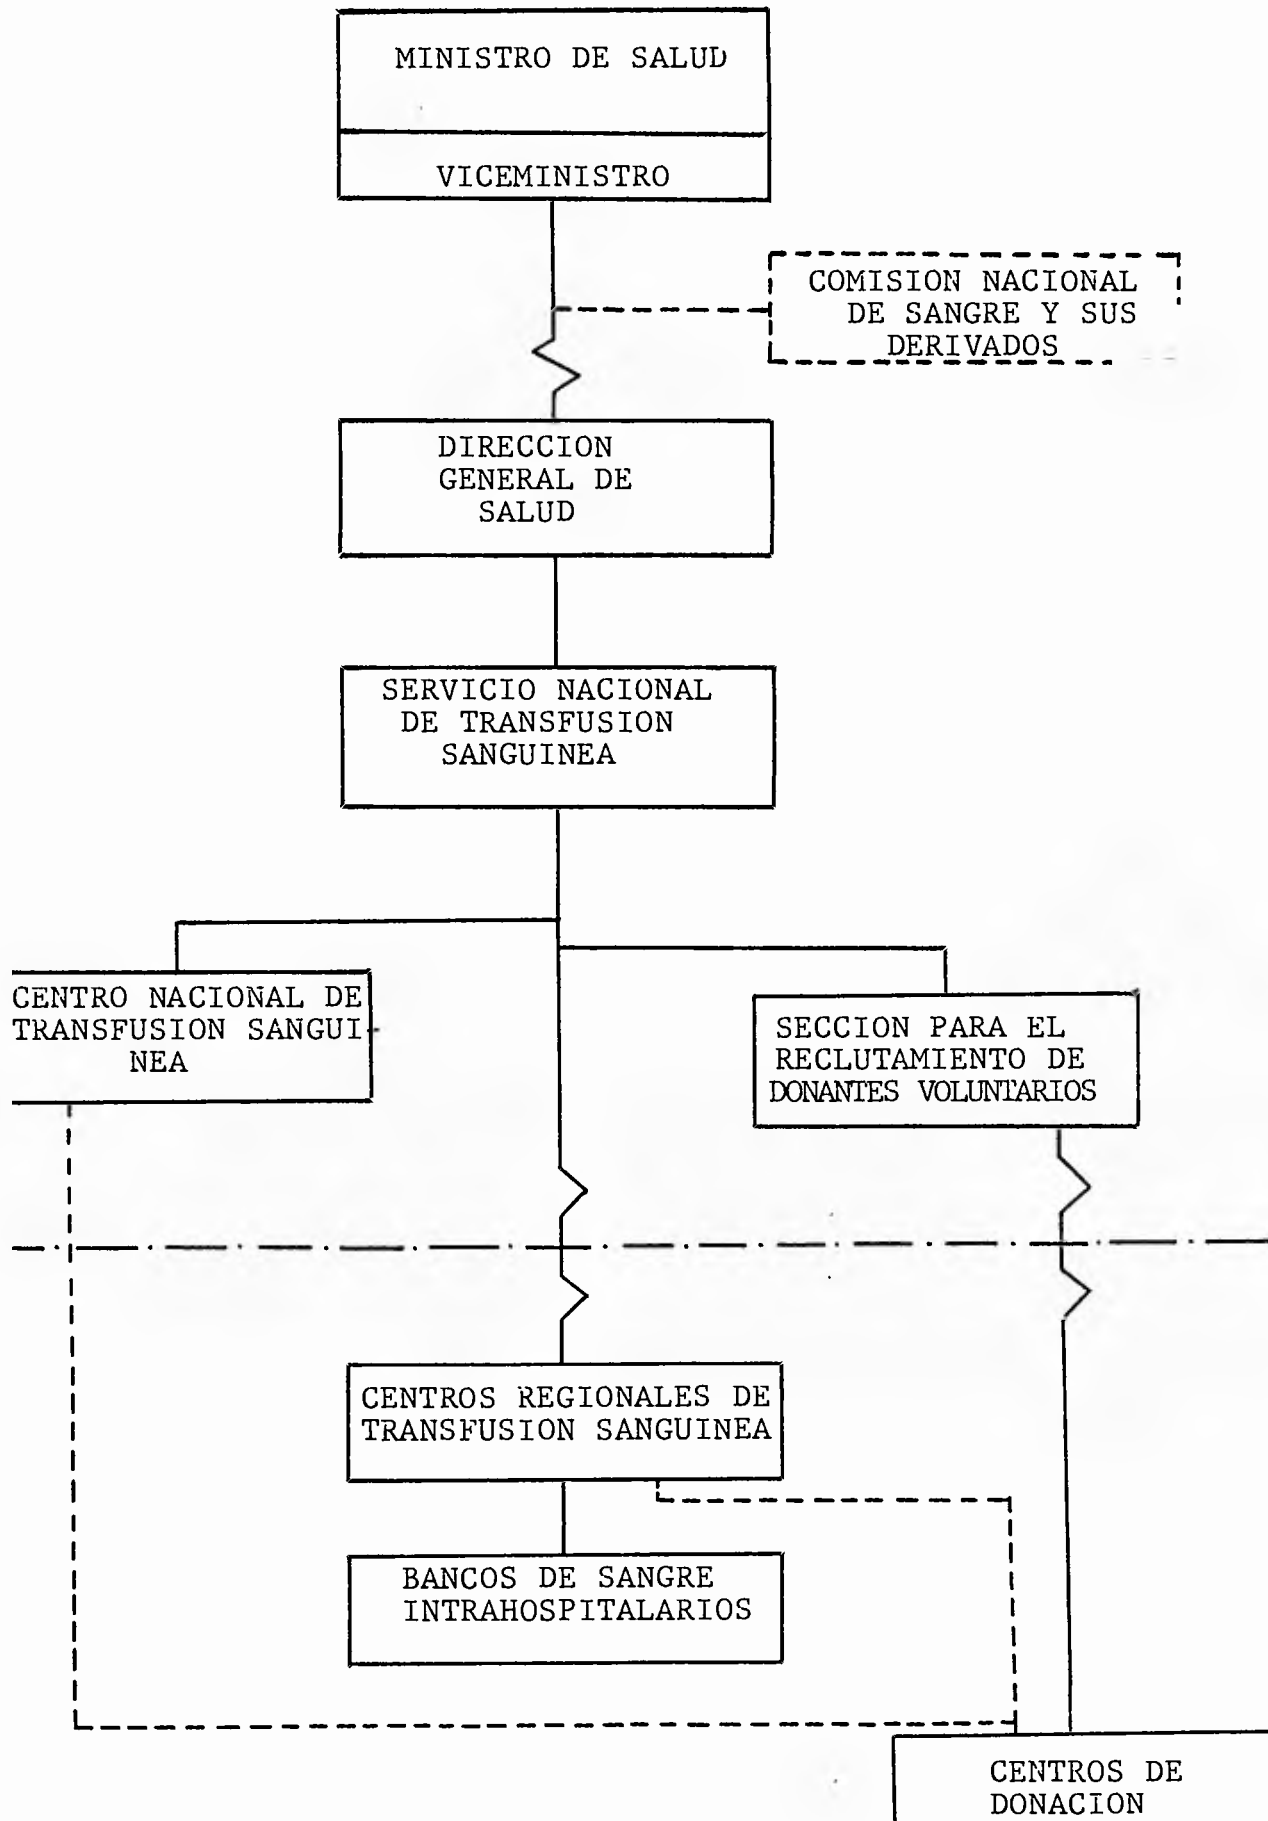 MINISTRO DE SALUD
VICEMINISTRO
COMISION NACIONAL
DE SANGRE Y SUS
DERIVADOS
DIRECCION
GENERAL DE
SALUD
SERVICIO NACIONAL
DE TRANSFUSION
SANGUINEA
CENTRO NACIONAL DE
TRANSFUSION SANGUI-
NEA
SECCION PARA EL
RECLUTAMIENTO DE
DONANTES VOLUNTARIOS
CENTROS REGIONALES DE
TRANSFUSION SANGUINEA
BANCOS DE SANGRE
INTRAHOSPITALARIOS
CENTROS DE
DONACION